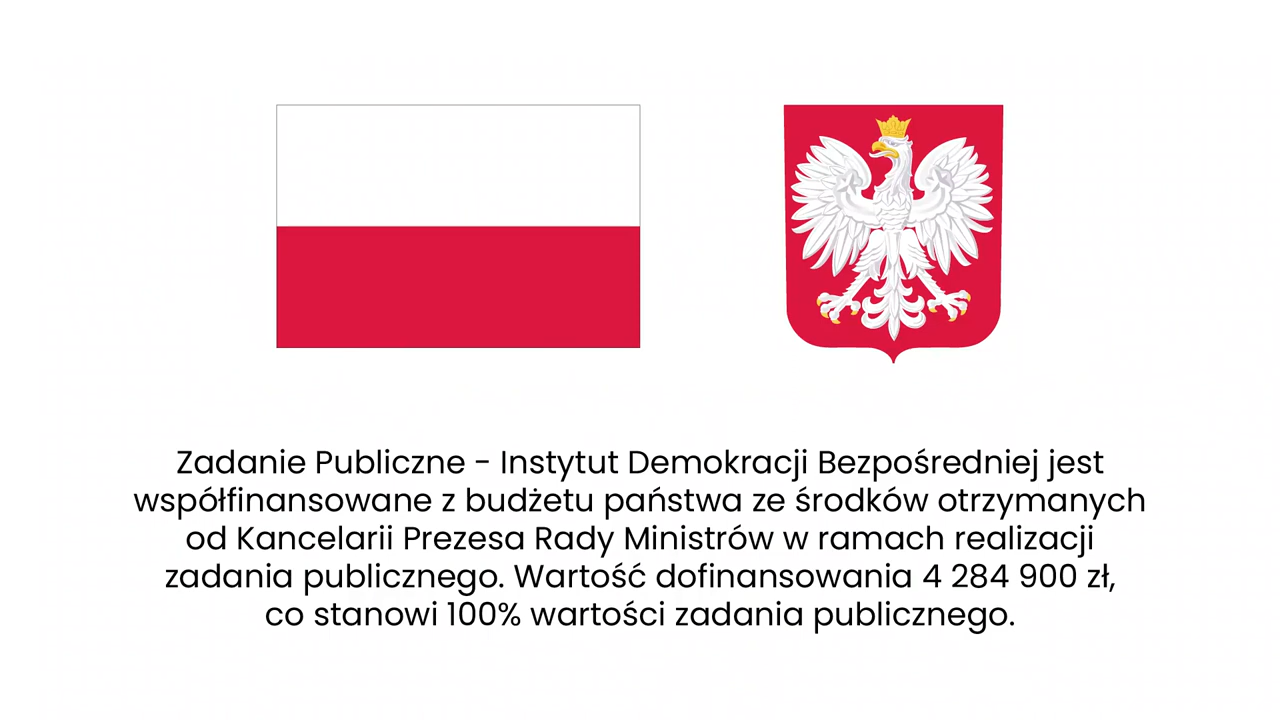 Zadanie Publiczne - Instytut Demokracji Bezpośredniej jest
współfinansowane z budżetu państwa ze środków otrzymanych
od Kancelarii Prezesa Rady Ministrów w ramach realizacji
zadania publicznego. Wartość dofinansowania 4 284 900 zł,
co stanowi 100% wartości zadania publicznego.